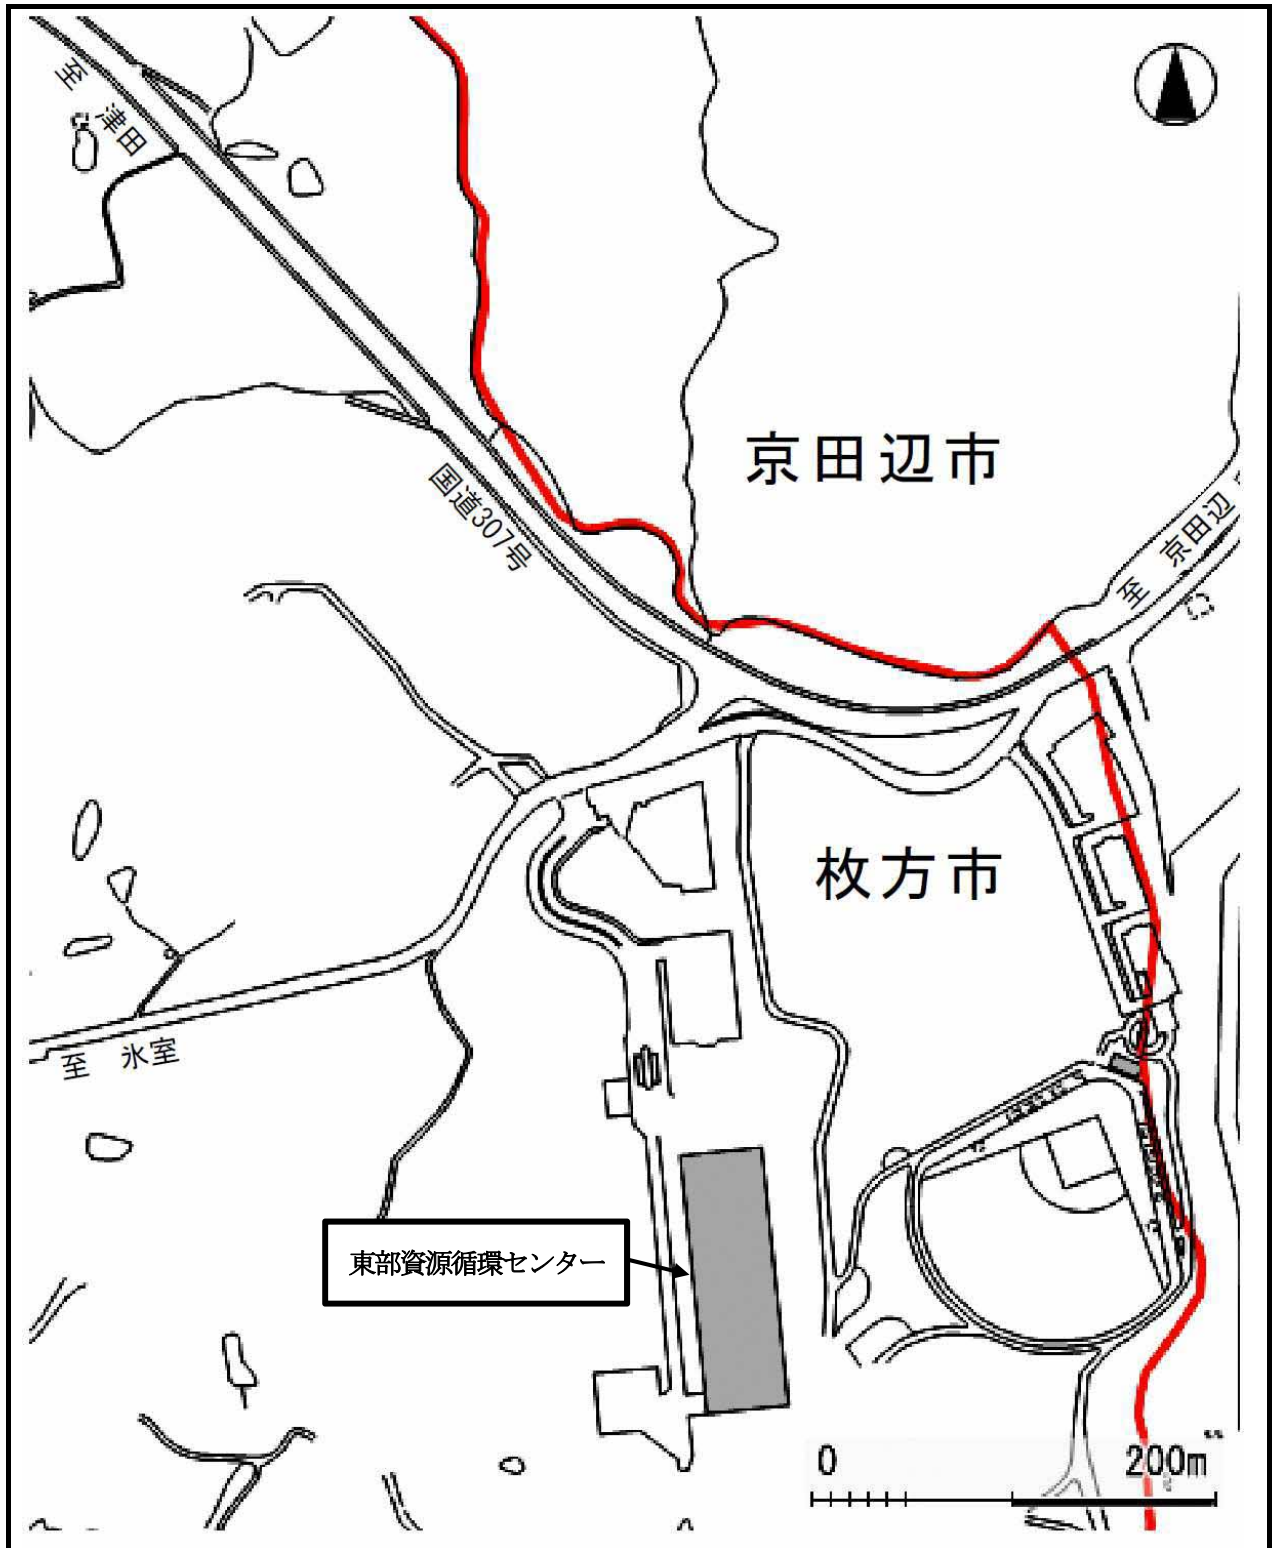 至 津田
京田辺市
国道307号
至 京田辺
枚方市
至 氷室
東部資源循環センター
0 200m